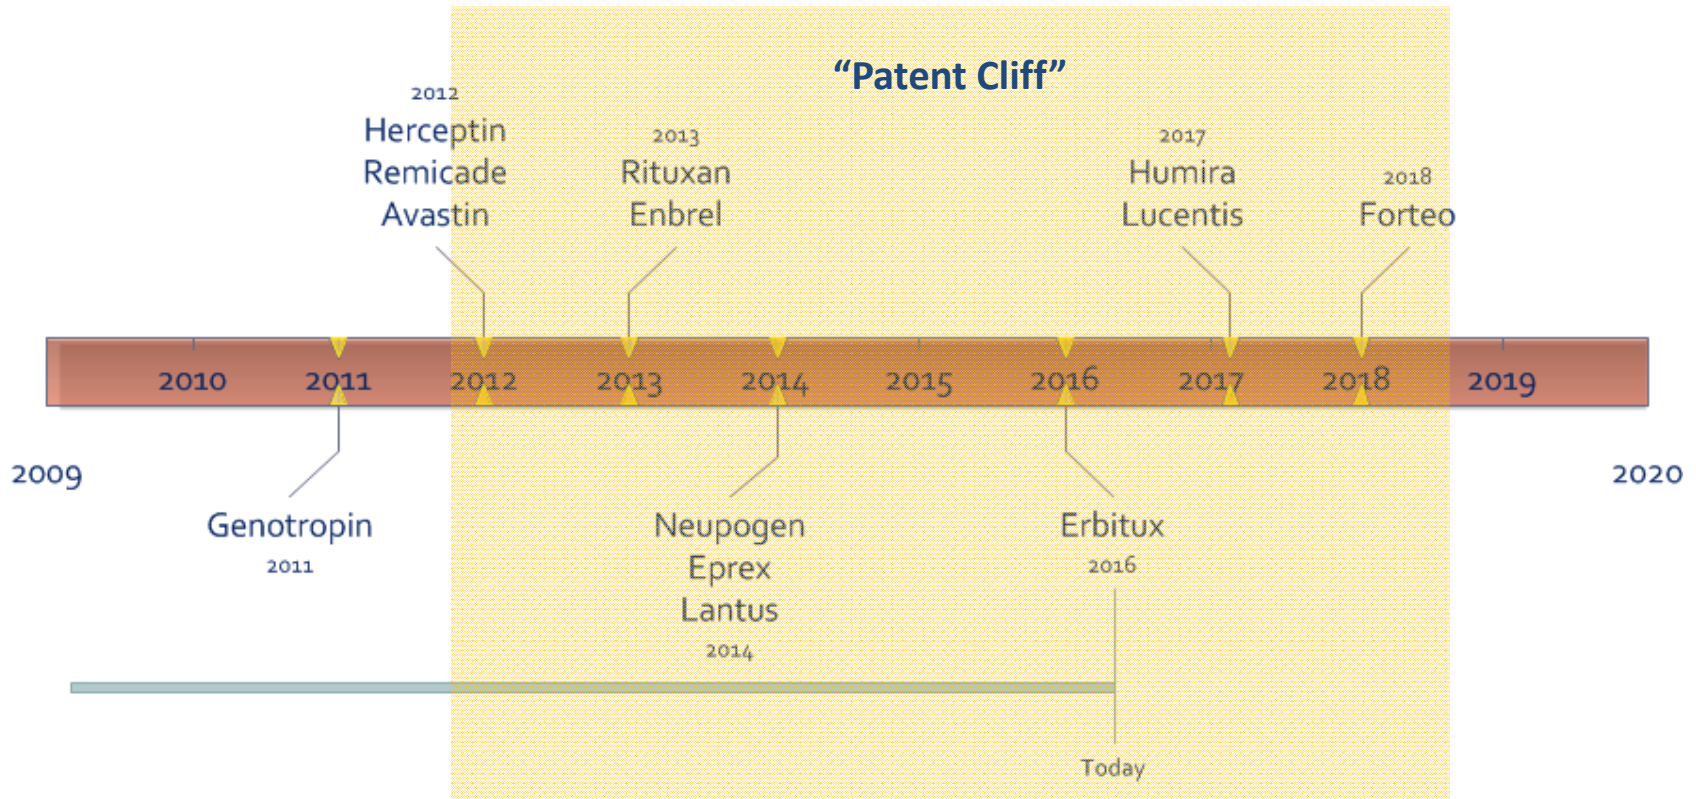 “Patent Cliff”
2012
Herceptin
Remicade
Avastin
2013
Rituxan
Enbrel
2017
Humira
Lucentis
2018
Forteo
2010 2011 2012 2013 2014 2015 2016 2017 2018 2019
2009
2020
Genotropin
2011
Neupogen
Eprex
Lantus
2014
Erbitux
2016
Today